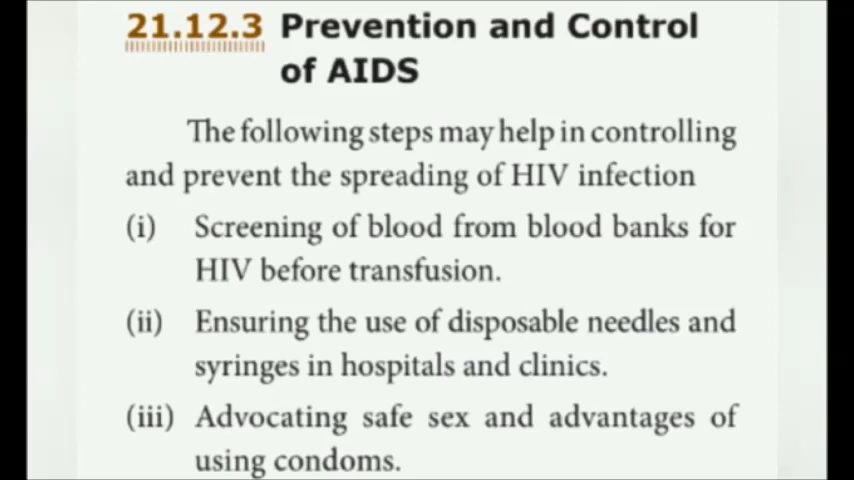 21.12.3 Prevention and Control
of AIDS
The following steps may help in controlling
and prevent the spreading of HIV infection
(i) Screening of blood from blood banks for
HIV before transfusion.
(ii) Ensuring the use of disposable needles and
syringes in hospitals and clinics.
(iii) Advocating safe sex and advantages of
using condoms.